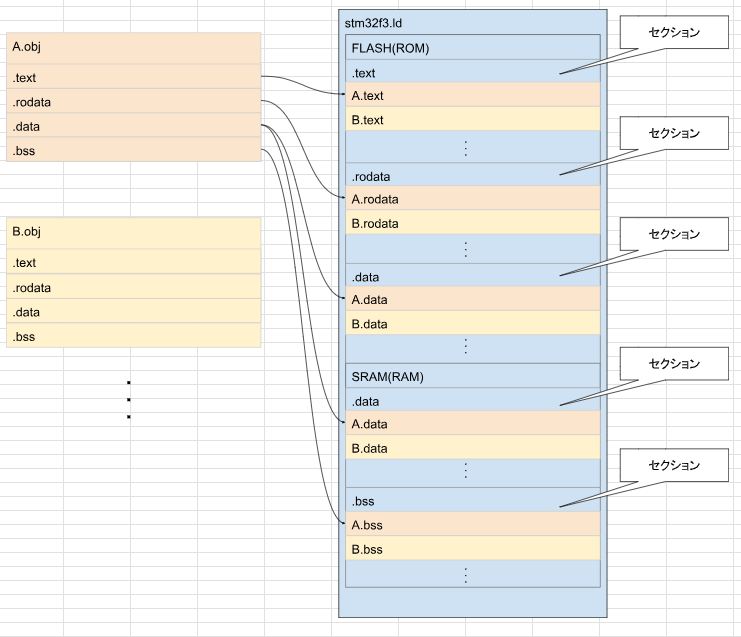 A.obj
.text
.rodata
.data
.bss
B.obj
.text
.rodata
.data
.bss
stm32f3.ld
FLASH(ROM)
.text
A.text
B.text
.rodata
A.rodata
B.rodata
.data
A.data
B.data
SRAM(RAM)
.data
A.data
B.data
.bss
A.bss
B.bss
セクション
セクション
セクション
セクション
セクション